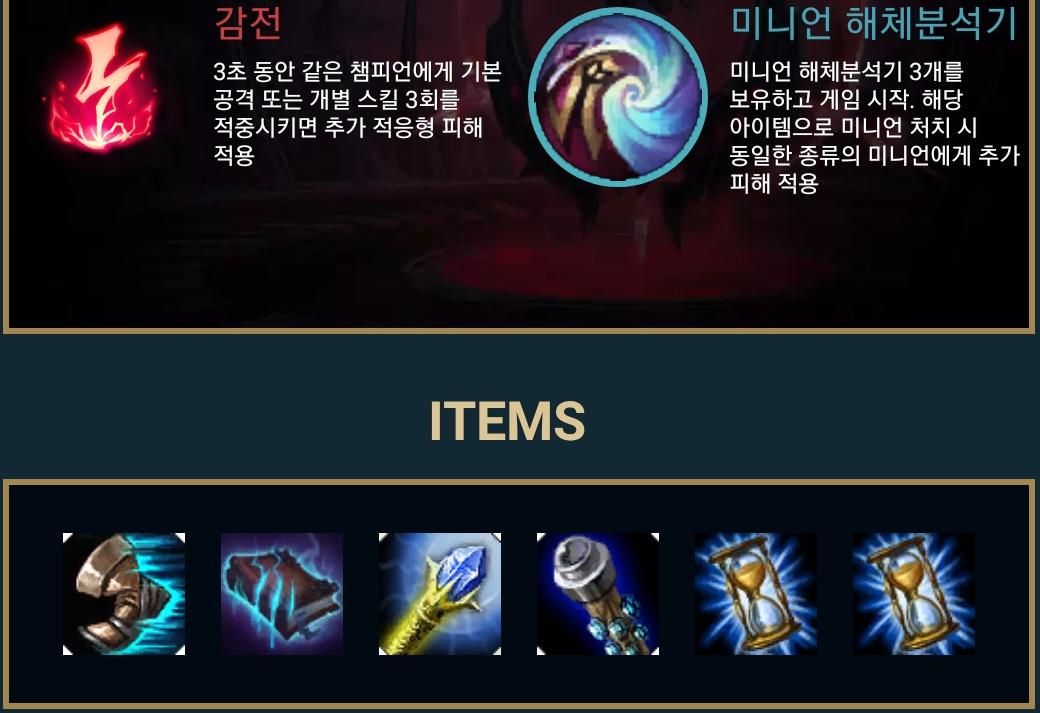 감전
3초 동안 같은 챔피언에게 기본
공격 또는 개별 스킬 3회를
적중시키면 추가 적응형 피해
적용
미니언 해체분석기
미니언 해체분석기 3개를
보유하고 게임 시작. 해당
아이템으로 미니언 처치 시
동일한 종류의 미니언에게 추가
피해 적용
ITEMS